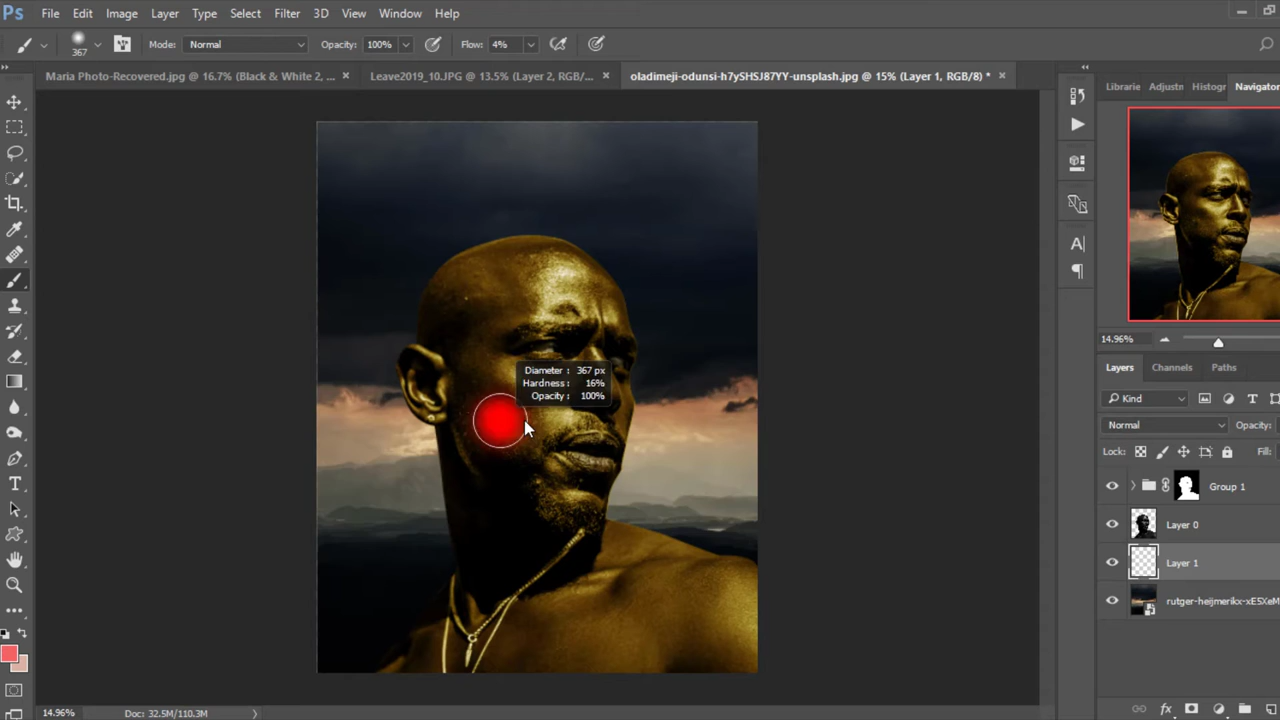 Ps File Edit Image Layer Type Select Filter 3D View Window Help
367 Mode: Normal Opacity: 100% Flow: 4%
Maria Photo-Recovered.jpg @ 16.7% (Black & White 2, ... × Leave2019_10.JPG @ 13.5% (Layer 2, RGB/... × oladimeji-odunsi-h7ySHSJ87YY-unsplash.jpg @ 15% (Layer 1, RGB/8) * ×
Librarie Adjustn Histogr Navigator
Diameter : 367 px
Hardness : 16%
Opacity : 100%
14.96%
Layers Channels Paths
Kind
Normal Opacity:
Lock: Fill:
Group 1
Layer 0
Layer 1
rutger-heijmerikx-xE5XeM
14.96% Doc: 32.5M/110.3M